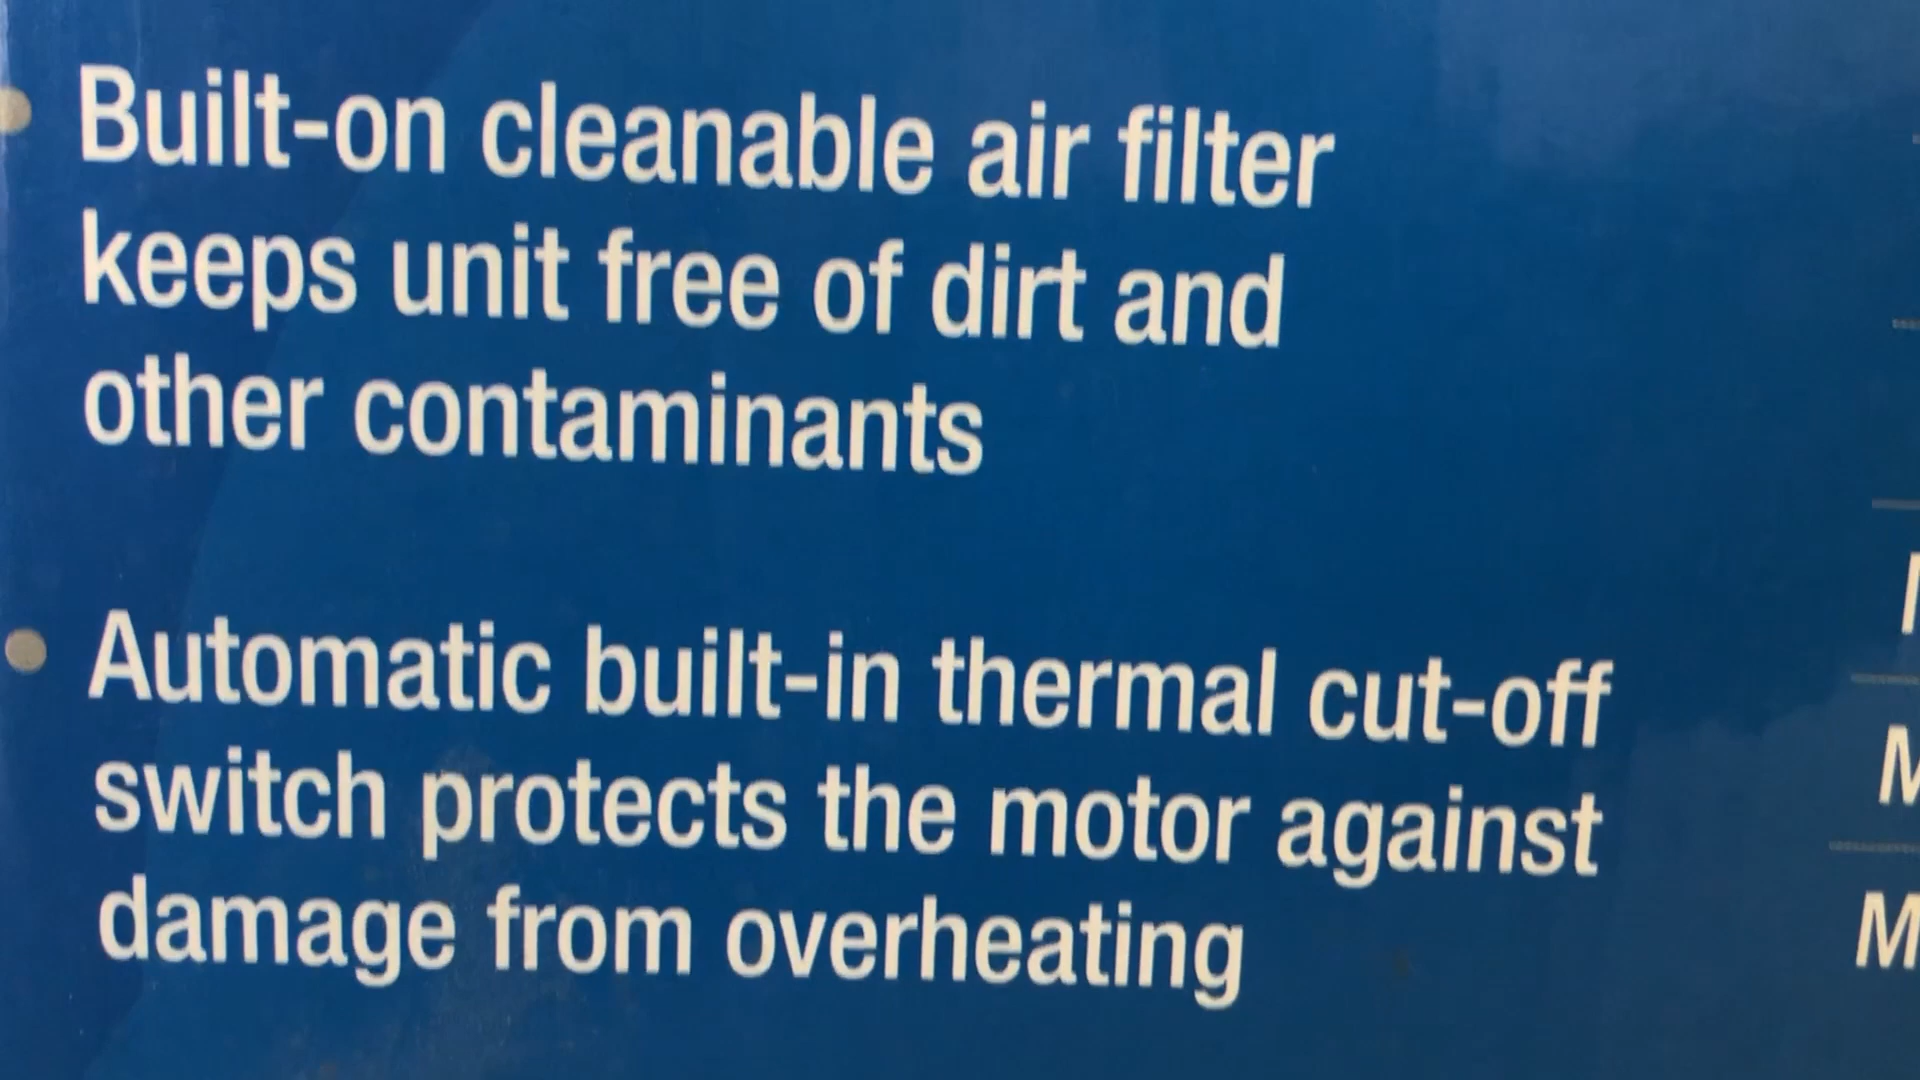 • Built-on cleanable air filter
keeps unit free of dirt and
other contaminants
• Automatic built-in thermal cut-off
switch protects the motor against
damage from overheating
M
M